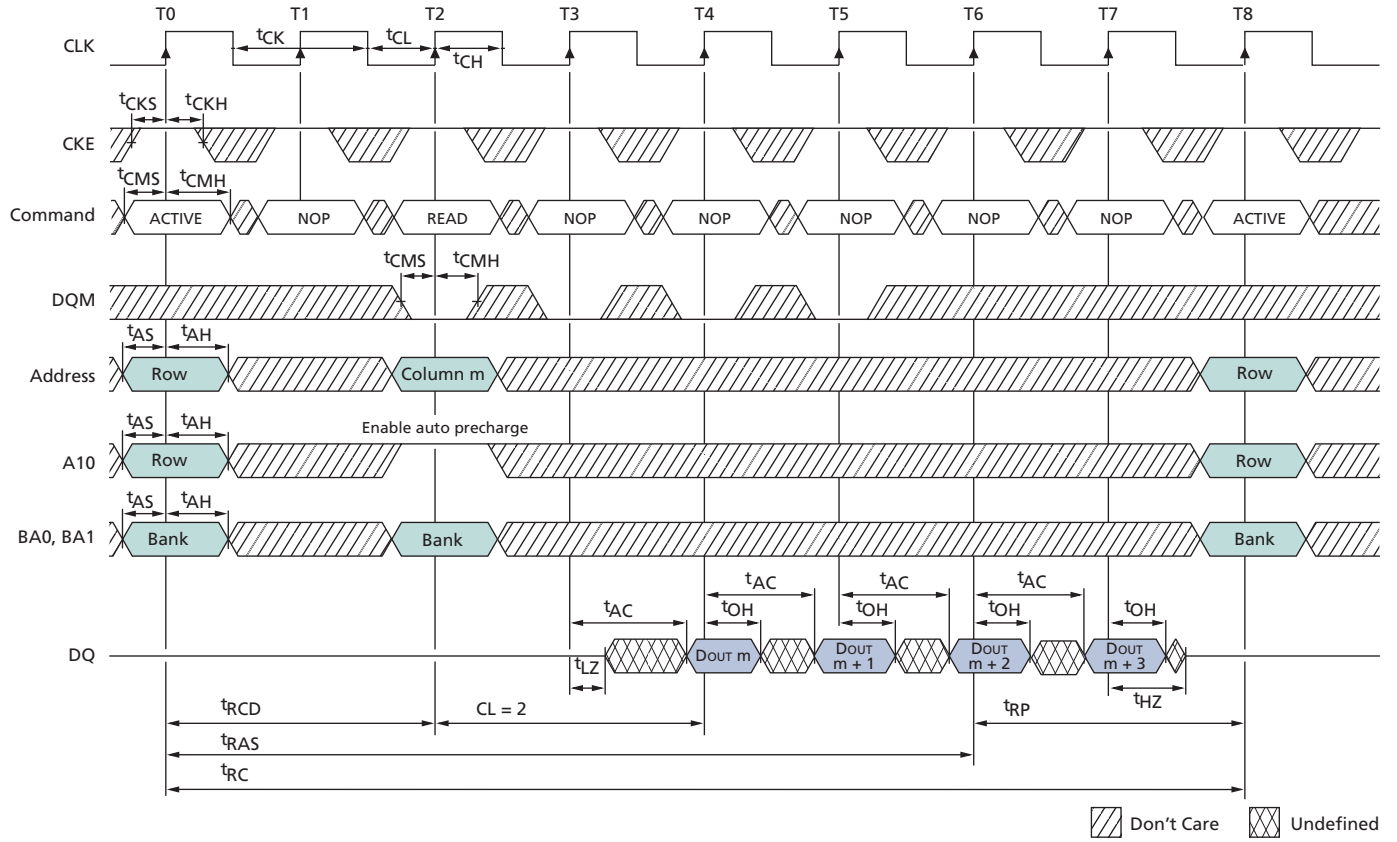 T0 T1 T2 T3 T4 T5 T6 T7 T8
CLK
tCK tCL
tCH
tCKS tCKH
CKE
tCMS tCMH
Command ACTIVE NOP READ NOP NOP NOP NOP NOP ACTIVE
tCMS tCMH
DQM
tAS tAH
Address Row Column m Row
Enable auto precharge
tAS tAH
A10 Row Row
tAS tAH
BA0, BA1 Bank Bank Bank
tAC tAC tAC
tAC tOH tOH tOH tOH
DQ DOUT m DOUT m + 1 DOUT m + 2 DOUT m + 3
tLZ tHZ
tRCD CL = 2 tRP
tRAS
tRC
Don't Care Undefined